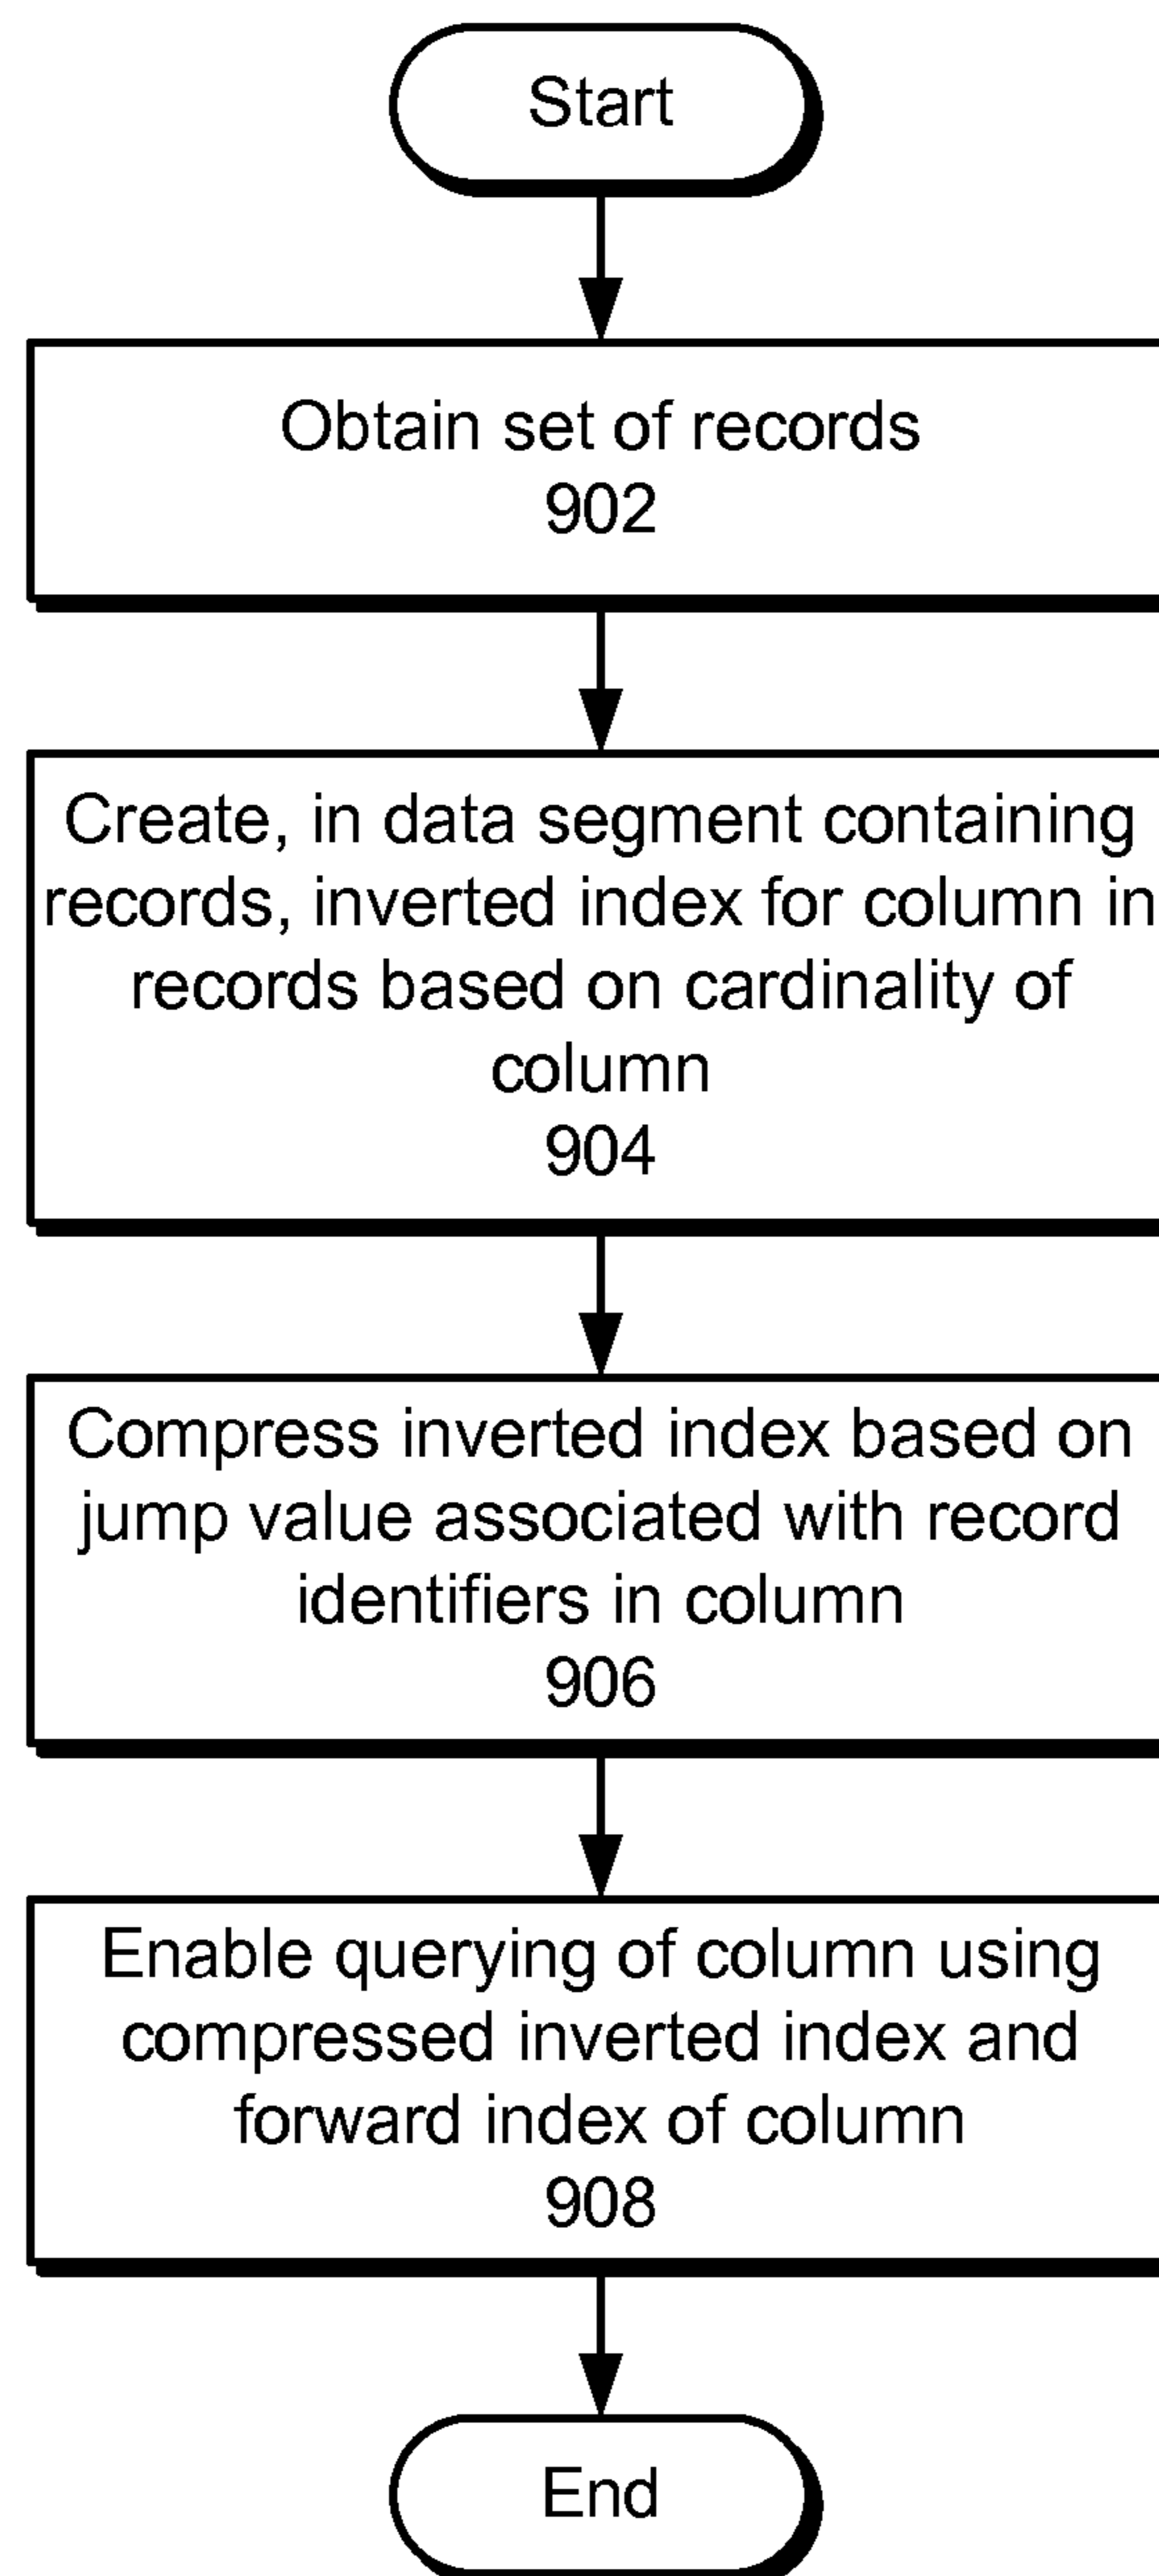 Start
Obtain set of records
902
Create, in data segment containing
records, inverted index for column in
records based on cardinality of
column
904
Compress inverted index based on
jump value associated with record
identifiers in column
906
Enable querying of column using
compressed inverted index and
forward index of column
908
End